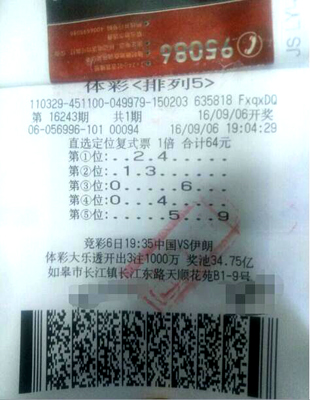 95086
JS LY
体彩<排列5>
110329-451100-049979-150203 635818 FxqxDQ
第 16243期 共1期 16/09/06开奖
06-056996-101 00094 16/09/06 19:04:29
直选定位复式票 1倍 合计64元
第①位:..2.4.....
第②位:.1.3......
第③位:0.....6...
第④位:0...4.....
第⑤位:.....5...9
竞彩6日19:35中国VS伊朗
体彩大乐透开出3注1000万 奖池34.75亿
如皋市长江镇长江东路天顺花苑B1-9号